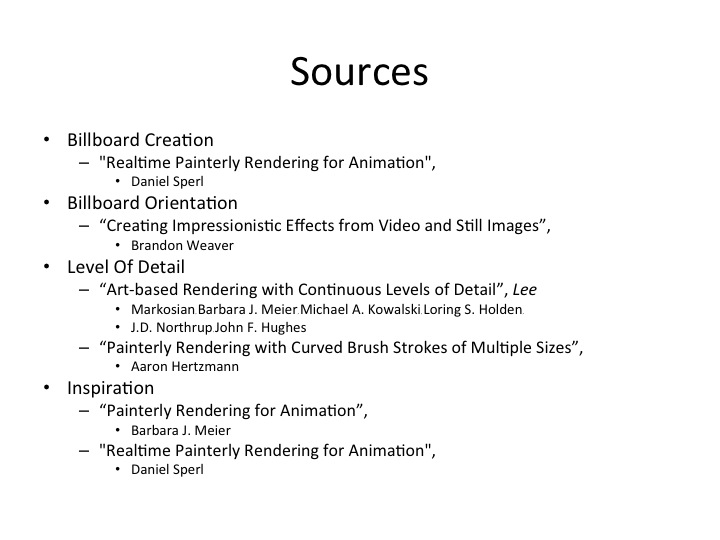 Sources
• Billboard Creation
– "Realtime Painterly Rendering for Animation",
• Daniel Sperl
• Billboard Orientation
– “Creating Impressionistic Effects from Video and Still Images”,
• Brandon Weaver
• Level Of Detail
– “Art-based Rendering with Continuous Levels of Detail”, Lee
• Markosian Barbara J. Meier Michael A. Kowalski Loring S. Holden
• J.D. Northrup John F. Hughes
– “Painterly Rendering with Curved Brush Strokes of Multiple Sizes”,
• Aaron Hertzmann
• Inspiration
– “Painterly Rendering for Animation”,
• Barbara J. Meier
– "Realtime Painterly Rendering for Animation",
• Daniel Sperl